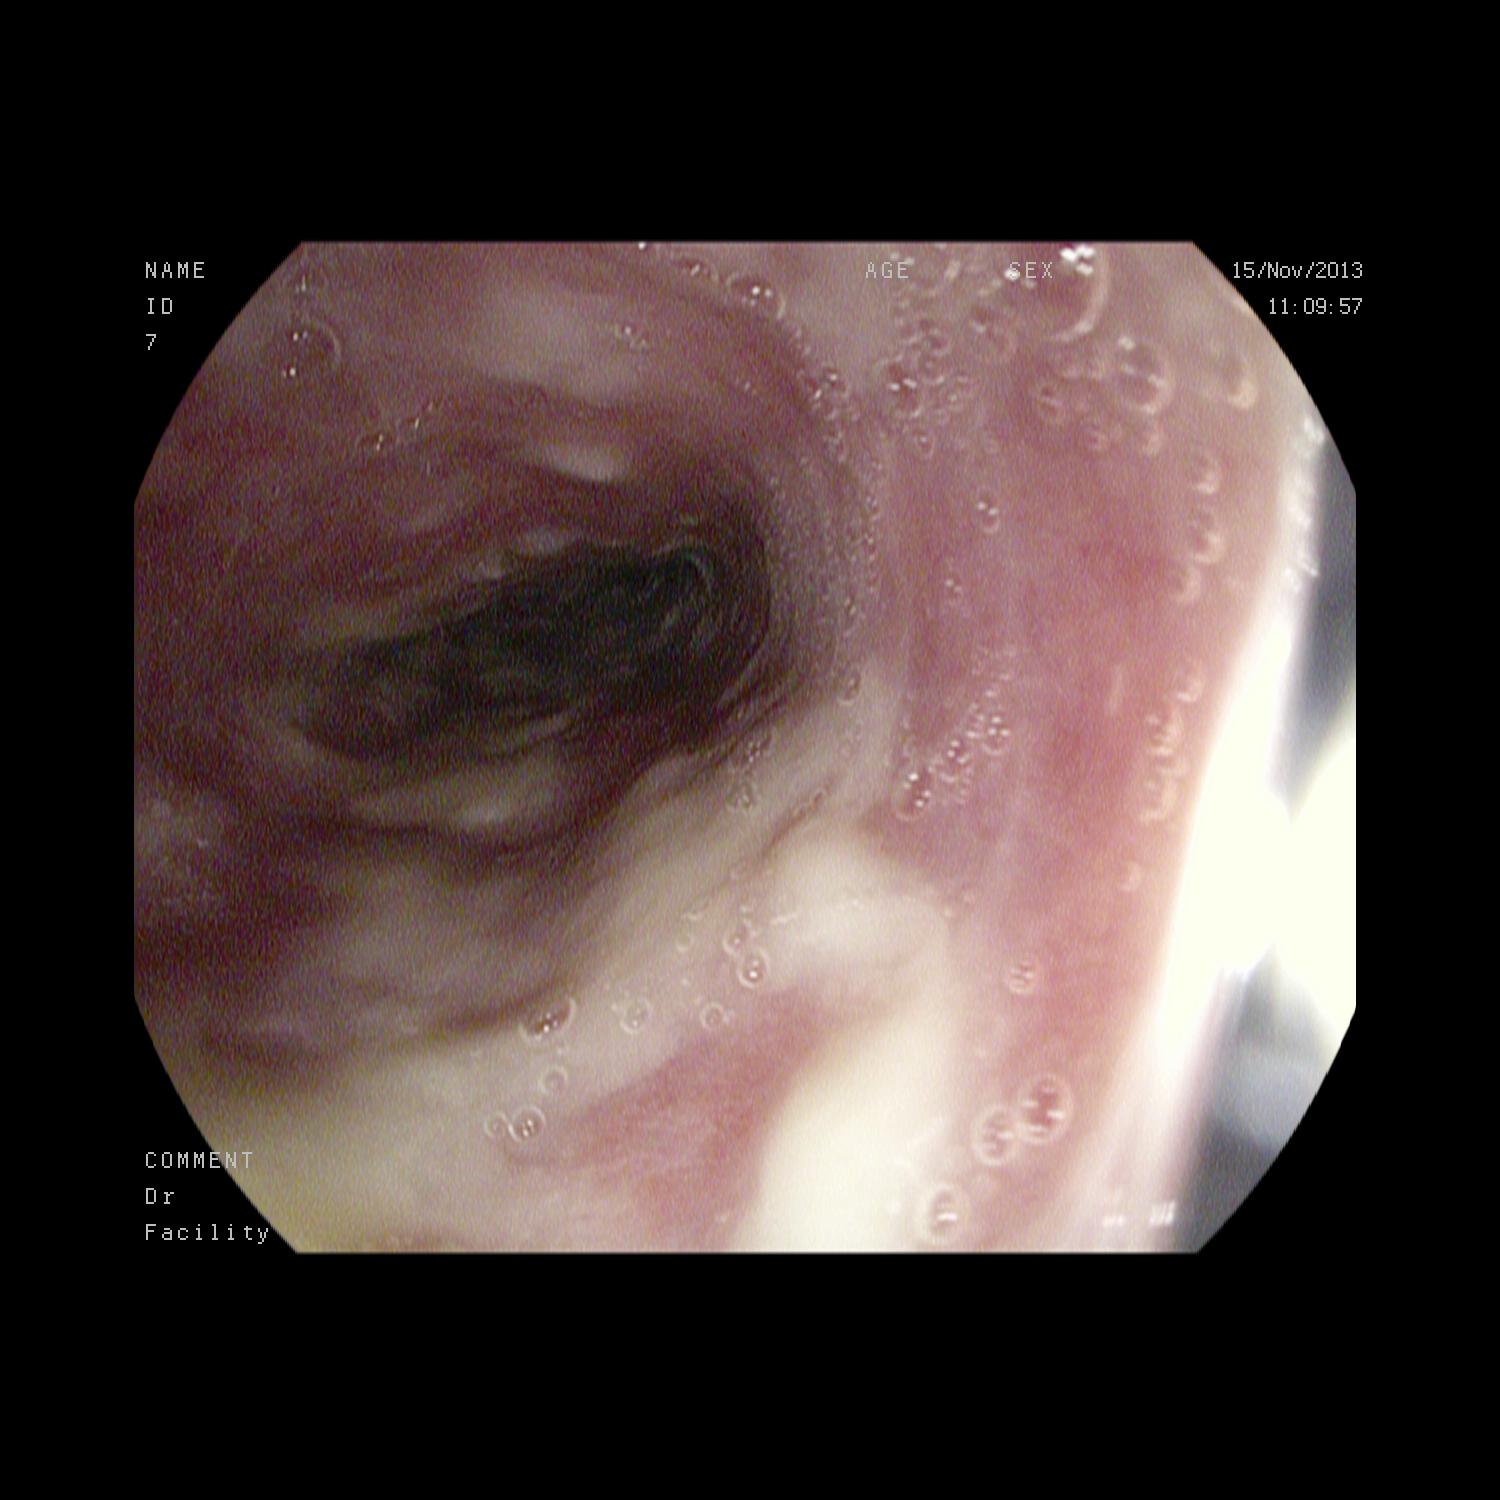 NAME
AGE
SEX
15/Nov/2013
ID
11:09:57
7
COMMENT
Dr
Facility